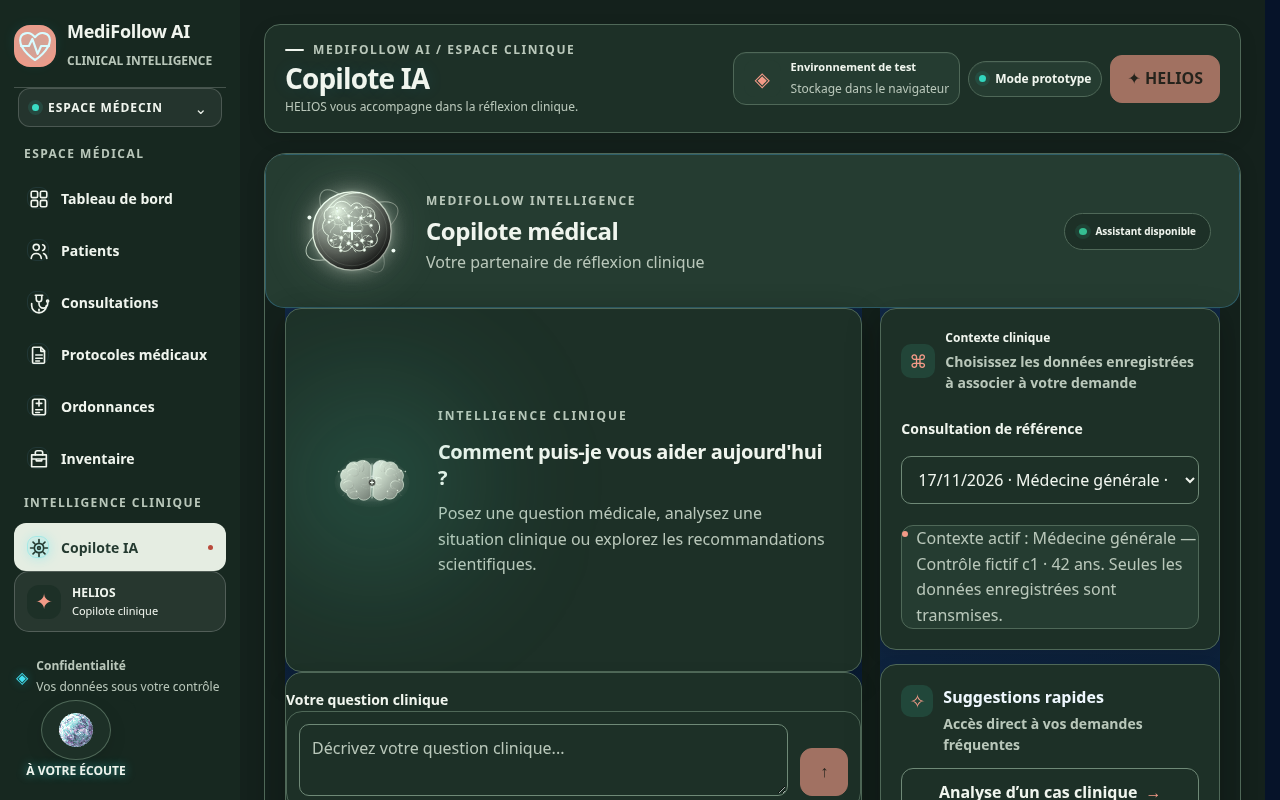 MediFollow AI
CLINICAL INTELLIGENCE
ESPACE MÉDECIN
ESPACE MÉDICAL
Tableau de bord
Patients
Consultations
Protocoles médicaux
Ordonnances
Inventaire
INTELLIGENCE CLINIQUE
Copilote IA
HELIOS
Copilote clinique
Confidentialité
Vos données sous votre contrôle
À VOTRE ÉCOUTE
MEDIFOLLOW AI / ESPACE CLINIQUE
Copilote IA
HELIOS vous accompagne dans la réflexion clinique.
Environnement de test
Stockage dans le navigateur
Mode prototype
✦ HELIOS
MEDIFOLLOW INTELLIGENCE
Copilote médical
Votre partenaire de réflexion clinique
Assistant disponible
INTELLIGENCE CLINIQUE
Comment puis-je vous aider aujourd'hui
?
Posez une question médicale, analysez une
situation clinique ou explorez les recommandations
scientifiques.
Votre question clinique
Décrivez votre question clinique...
↑
Contexte clinique
Choisissez les données enregistrées
à associer à votre demande
Consultation de référence
17/11/2026 · Médecine générale ·
Contexte actif : Médecine générale —
Contrôle fictif c1 · 42 ans. Seules les
données enregistrées sont
transmises.
Suggestions rapides
Accès direct à vos demandes
fréquentes
Analyse d’un cas clinique →